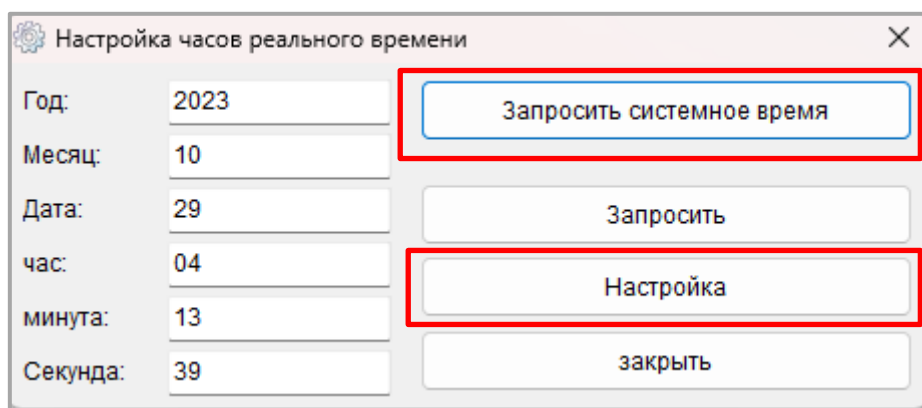 Настройка часов реального времени
Год: 2023 Запросить системное время
Месяц: 10
Дата: 29 Запросить
час: 04 Настройка
минута: 13
Секунда: 39 закрыть